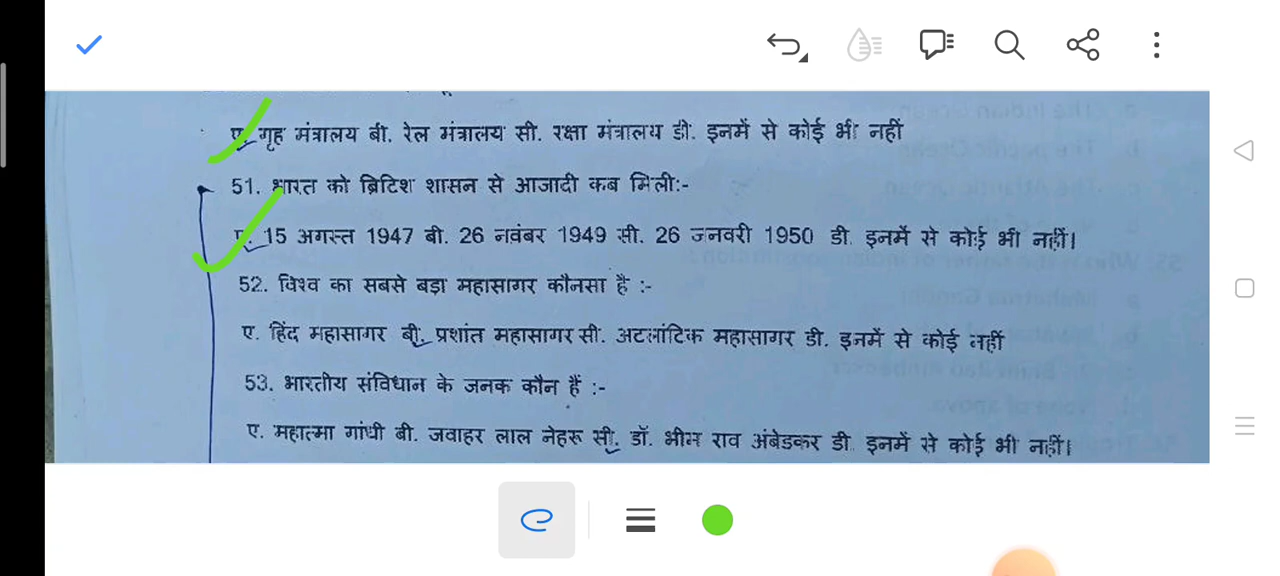 ए. गृह मंत्रालय बी. रेल मंत्रालय सी. रक्षा मंत्रालय डी. इनमें से कोई भी नहीं
51. भारत को ब्रिटिश शासन से आजादी कब मिली:-
ए. 15 अगस्त 1947 बी. 26 नवंबर 1949 सी. 26 जनवरी 1950 डी. इनमें से कोई भी नहीं।
52. विश्व का सबसे बड़ा महासागर कौनसा है :-
ए. हिंद महासागर बी. प्रशांत महासागर सी. अटलांटिक महासागर डी. इनमें से कोई नहीं
53. भारतीय संविधान के जनक कौन हैं :-
ए. महात्मा गांधी बी. जवाहर लाल नेहरू सी. डॉ. भीम राव अंबेडकर डी. इनमें से कोई भी नहीं।